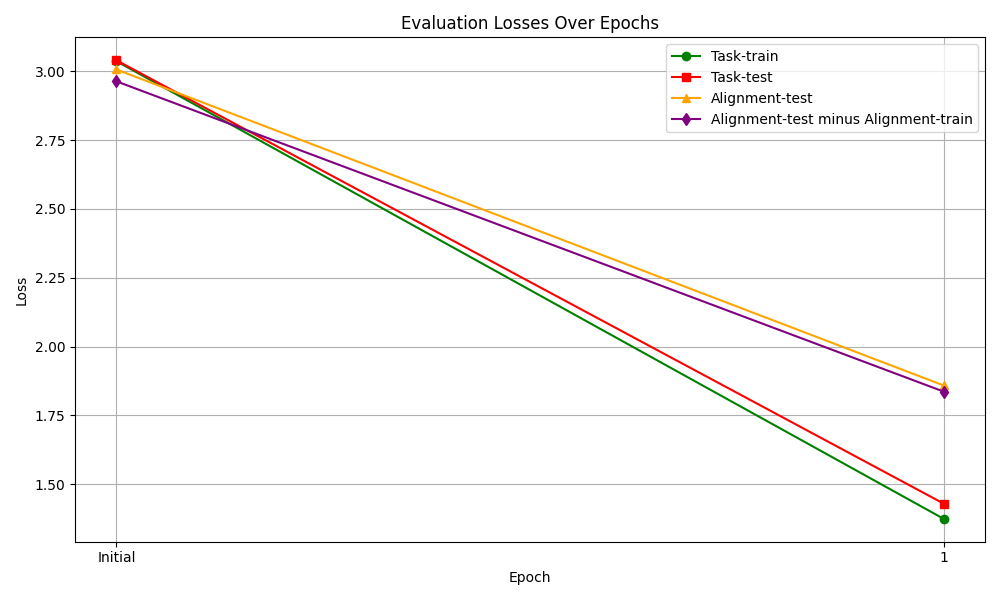 Evaluation Losses Over Epochs
Task-train
Task-test
Alignment-test
Alignment-test minus Alignment-train
3.00
2.75
2.50
2.25
2.00
1.75
1.50
Loss
Initial
1
Epoch